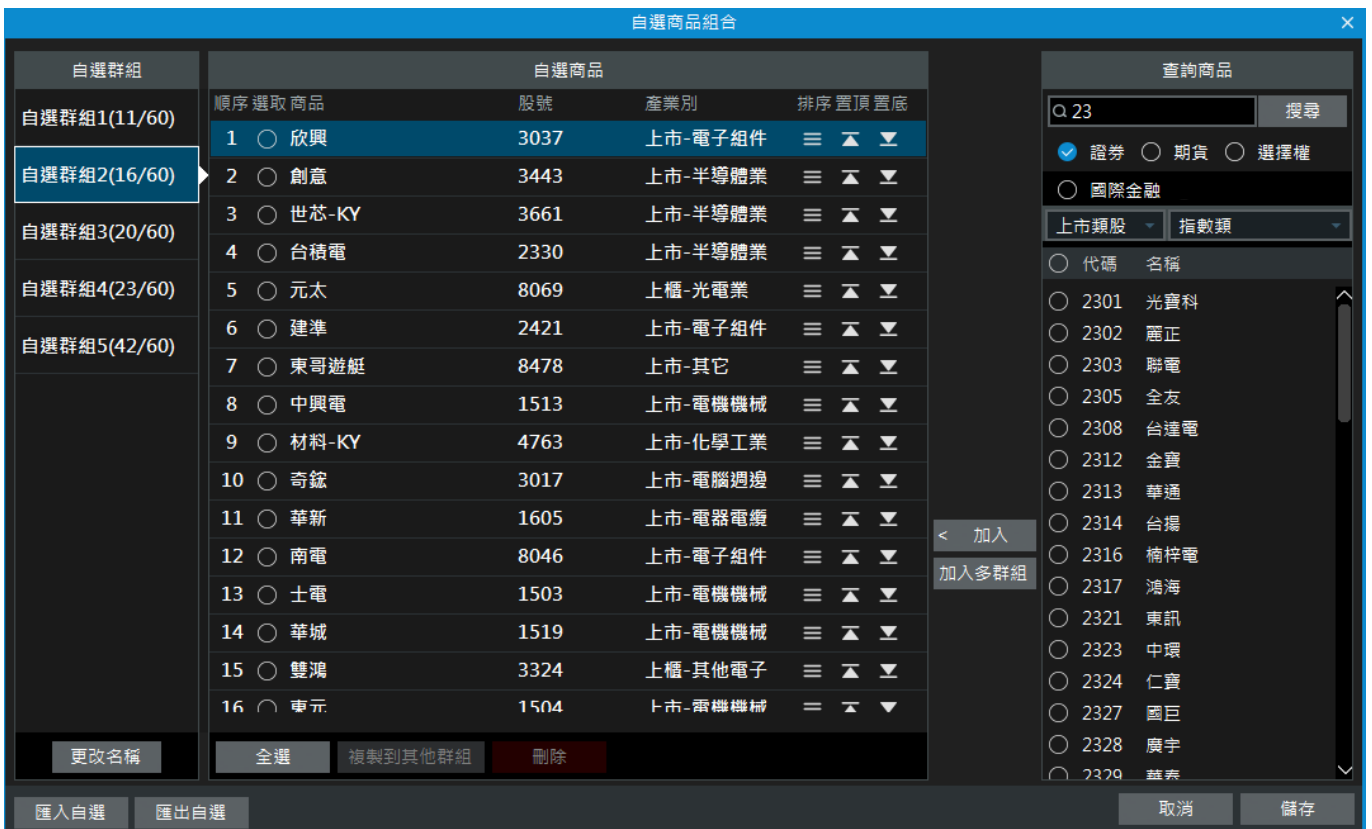 自選商品組合
自選群組
自選群組1(11/60)
自選群組2(16/60)
自選群組3(20/60)
自選群組4(23/60)
自選群組5(42/60)
更改名稱
自選商品
順序 選取 商品 股號 產業別 排序 置頂 置底
1 欣興 3037 上市-電子組件
2 創意 3443 上市-半導體業
3 世芯-KY 3661 上市-半導體業
4 台積電 2330 上市-半導體業
5 元太 8069 上櫃-光電業
6 建準 2421 上市-電子組件
7 東哥遊艇 8478 上市-其它
8 中興電 1513 上市-電機機械
9 材料-KY 4763 上市-化學工業
10 奇鋐 3017 上市-電腦週邊
11 華新 1605 上市-電器電纜
12 南電 8046 上市-電子組件
13 士電 1503 上市-電機機械
14 華城 1519 上市-電機機械
15 雙鴻 3324 上櫃-其他電子
16 東元 1504 上市-電機機械
全選 複製到其他群組 刪除
< 加入
加入多群組
查詢商品
23 搜尋
證券 期貨 選擇權
國際金融
上市類股 指數類
代碼 名稱
2301 光寶科
2302 麗正
2303 聯電
2305 全友
2308 台達電
2312 金寶
2313 華通
2314 台揚
2316 楠梓電
2317 鴻海
2321 東訊
2323 中環
2324 仁寶
2327 國巨
2328 廣宇
2329 華泰
匯入自選 匯出自選
取消 儲存